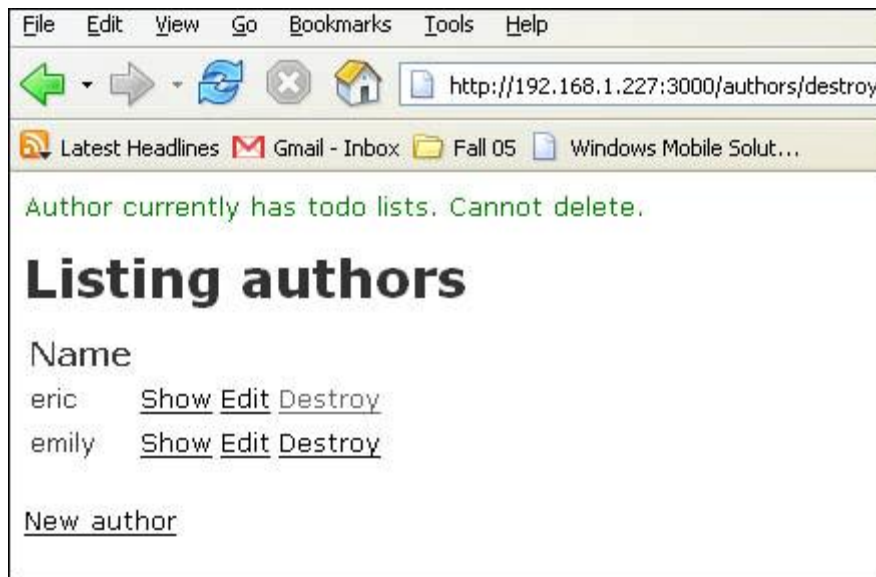 File Edit View Go Bookmarks Tools Help
http://192.168.1.227:3000/authors/destroy
Latest Headlines Gmail - Inbox Fall 05 Windows Mobile Solut...
Author currently has todo lists. Cannot delete.
Listing authors
Name
eric Show Edit Destroy
emily Show Edit Destroy
New author